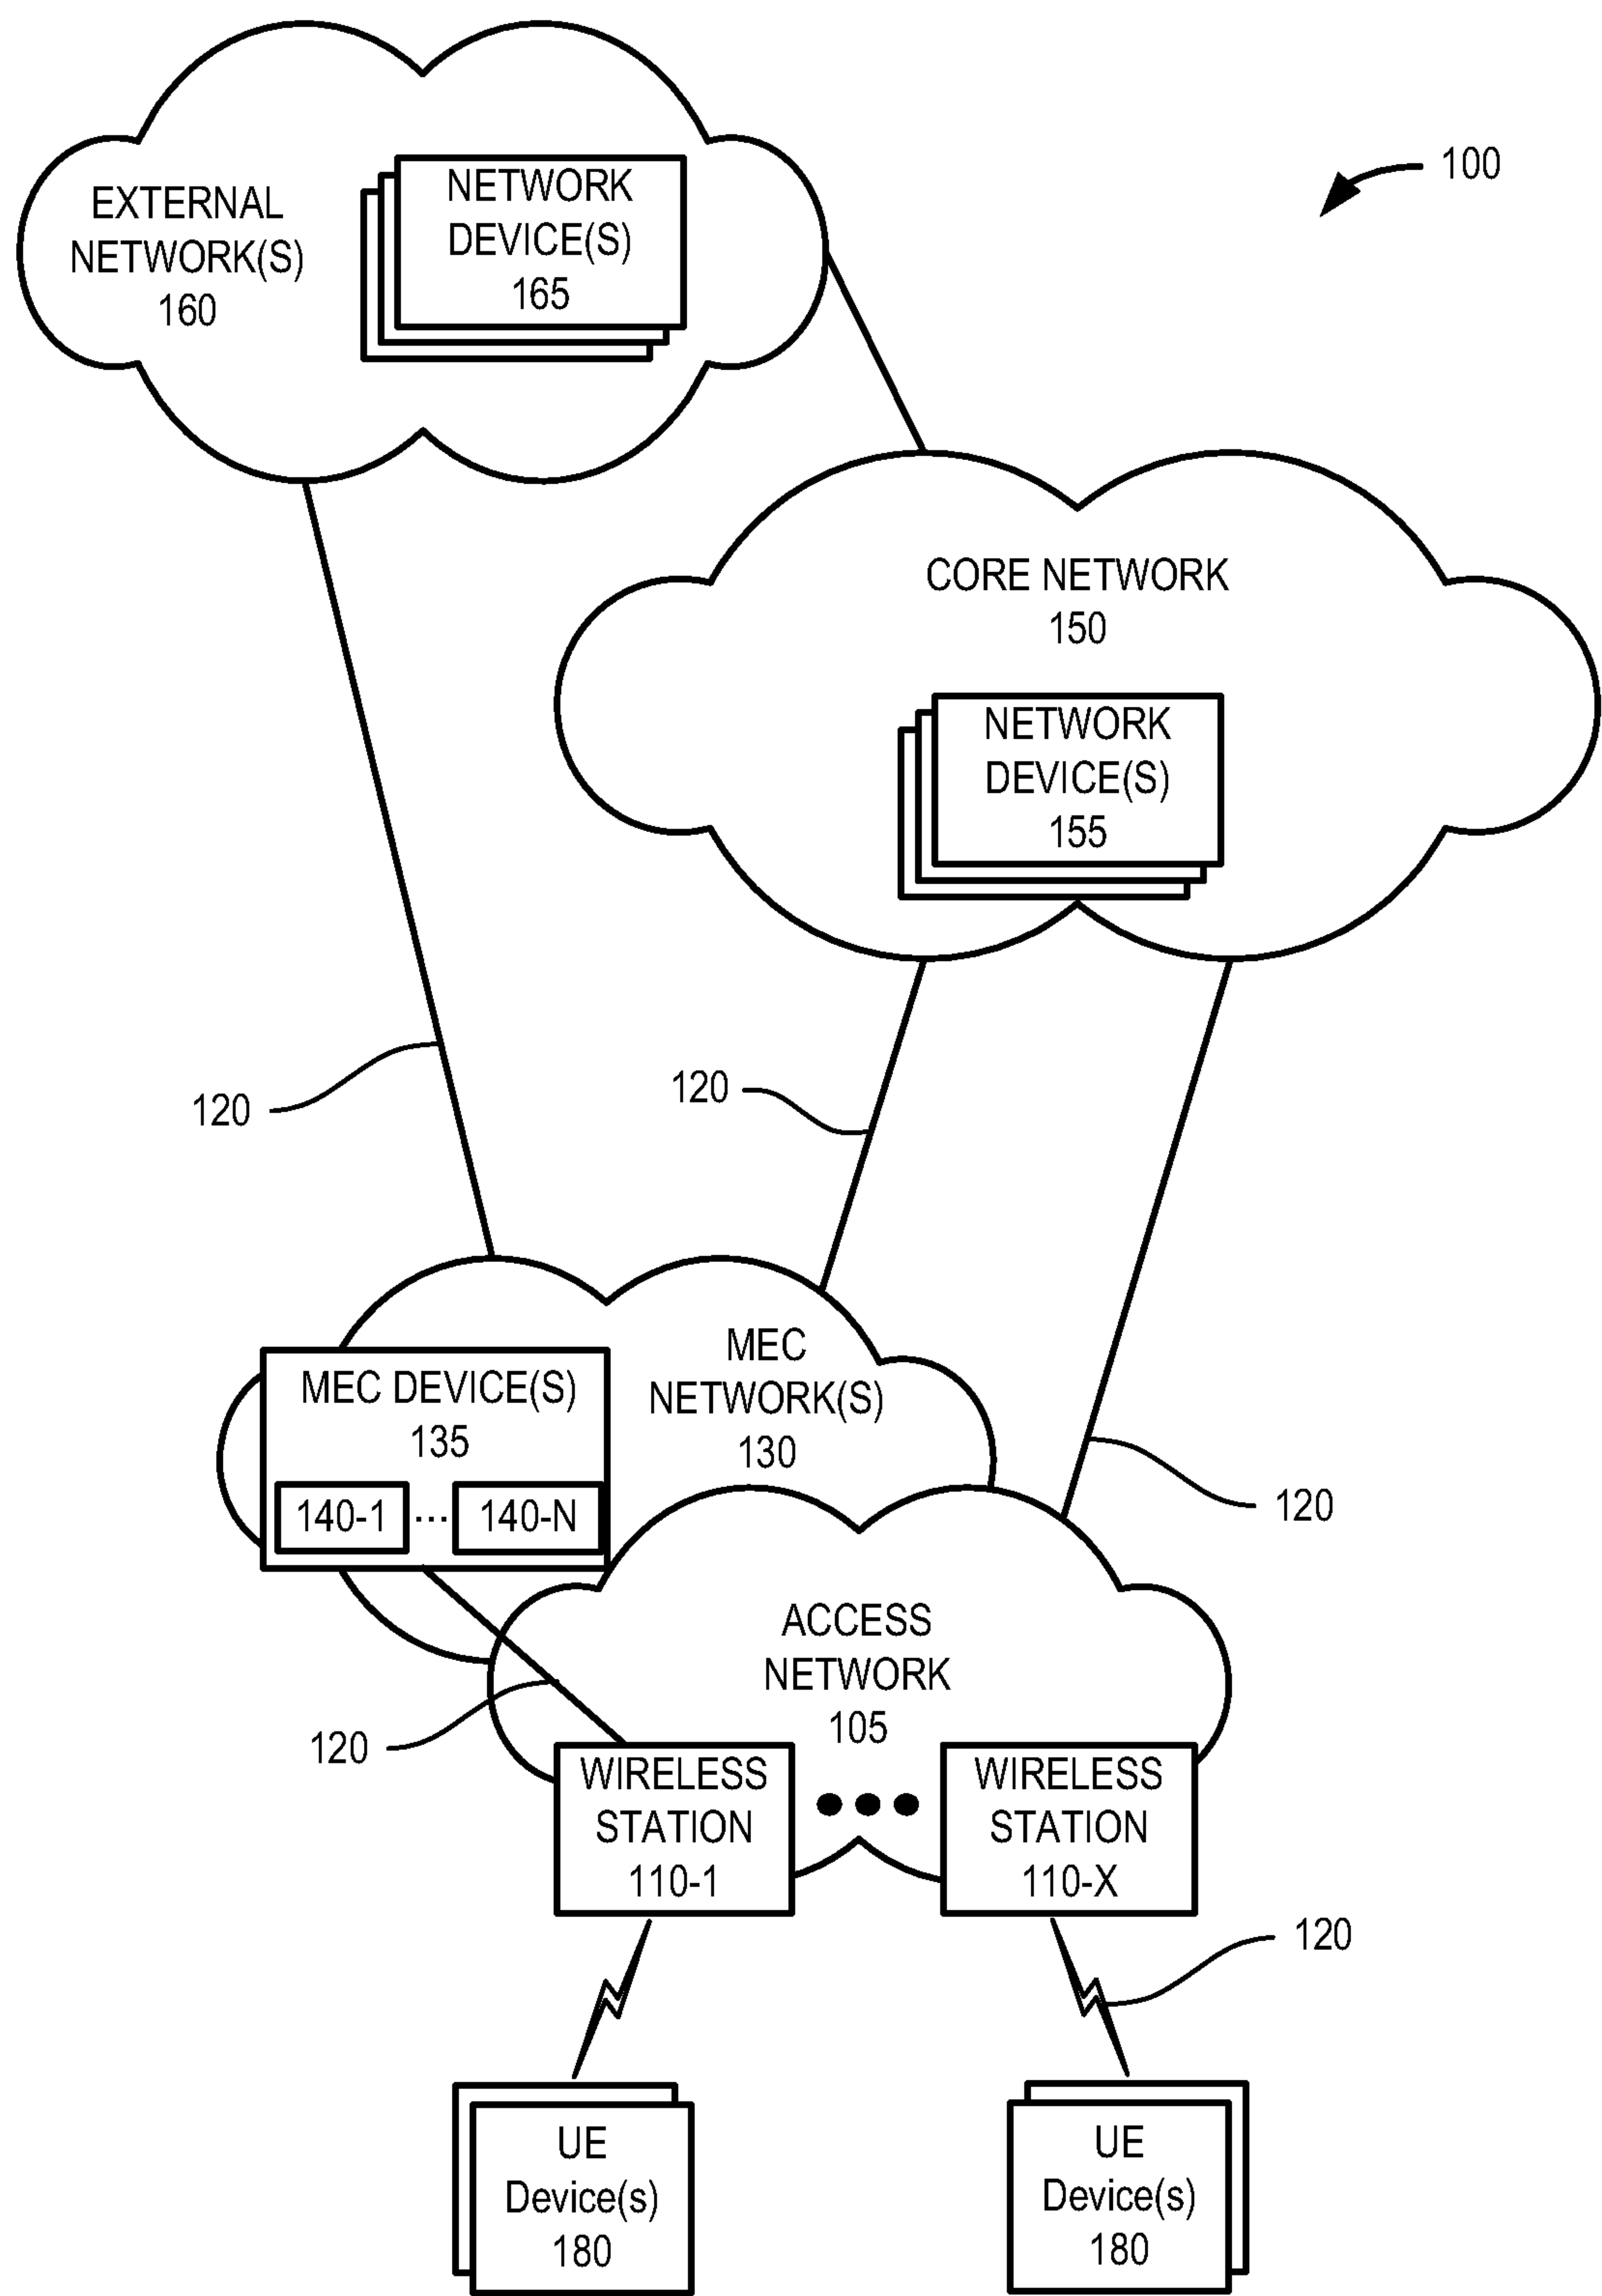 100
EXTERNAL
NETWORK(S)
160
NETWORK
DEVICE(S)
165
CORE NETWORK
150
NETWORK
DEVICE(S)
155
120
120
MEC
NETWORK(S)
130
MEC DEVICE(S)
135
140-1 ... 140-N
120
ACCESS
NETWORK
105
120
WIRELESS
STATION
110-1
WIRELESS
STATION
110-X
120
UE
Device(s)
180
UE
Device(s)
180